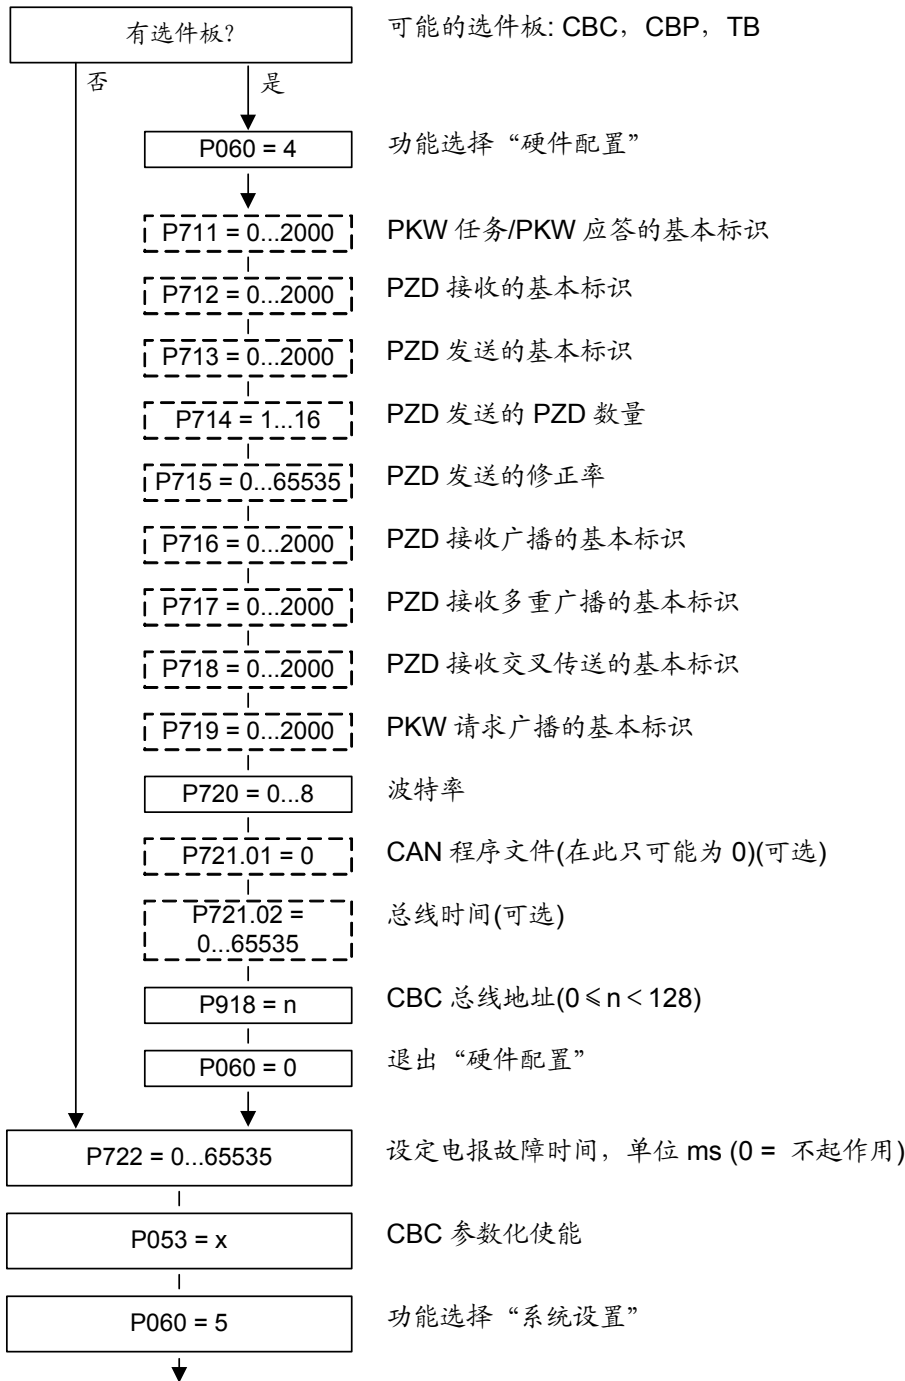 有选件板?
可能的选件板: CBC，CBP，TB
否
是
P060 = 4
功能选择“硬件配置”
P711 = 0...2000
PKW 任务/PKW 应答的基本标识
P712 = 0...2000
PZD 接收的基本标识
P713 = 0...2000
PZD 发送的基本标识
P714 = 1...16
PZD 发送的 PZD 数量
P715 = 0...65535
PZD 发送的修正率
P716 = 0...2000
PZD 接收广播的基本标识
P717 = 0...2000
PZD 接收多重广播的基本标识
P718 = 0...2000
PZD 接收交叉传送的基本标识
P719 = 0...2000
PKW 请求广播的基本标识
P720 = 0...8
波特率
P721.01 = 0
CAN 程序文件(在此只可能为 0)(可选)
P721.02 =
0...65535
总线时间(可选)
P918 = n
CBC 总线地址(0≤n＜128)
P060 = 0
退出“硬件配置”
P722 = 0...65535
设定电报故障时间，单位 ms (0 = 不起作用)
P053 = x
CBC 参数化使能
P060 = 5
功能选择“系统设置”